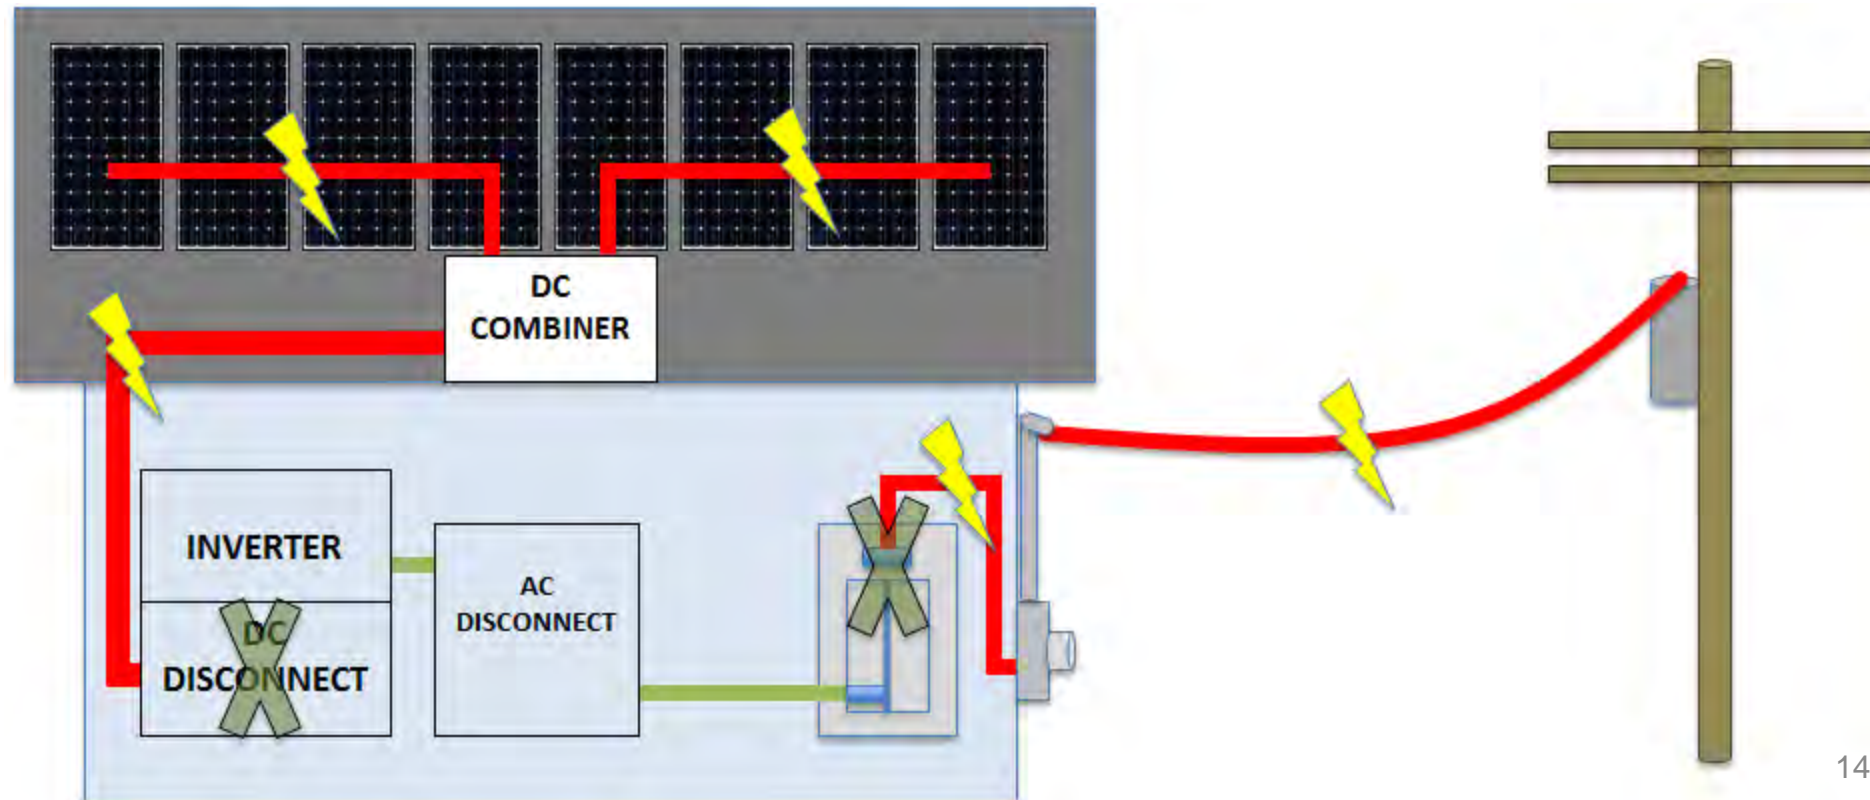 DC
COMBINER
INVERTER
AC
DISCONNECT
DC
DISCONNECT
14